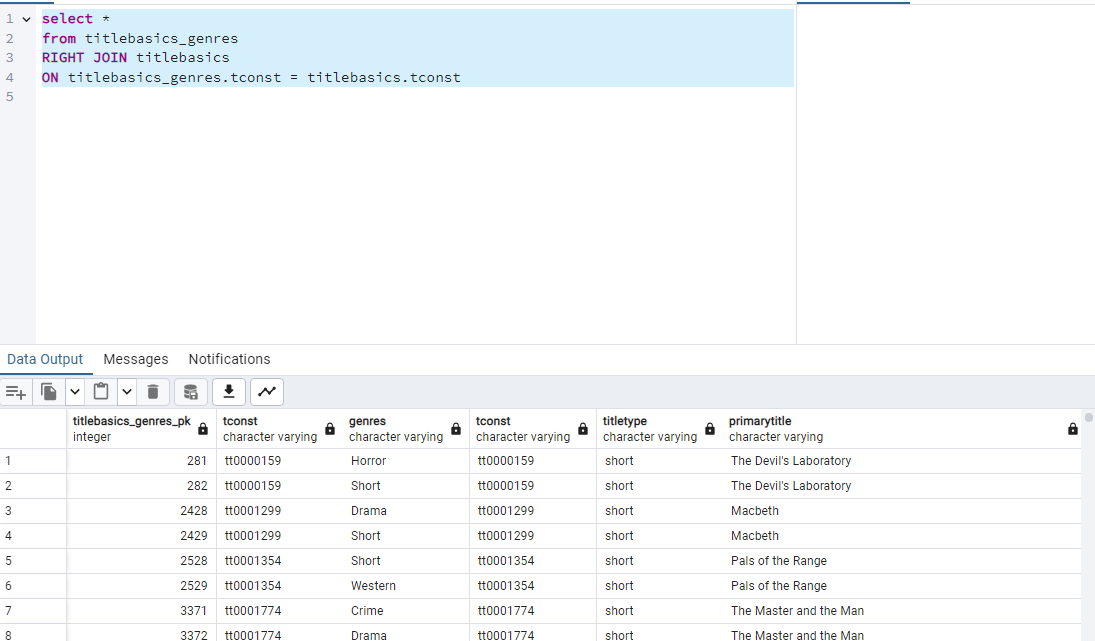 1 select *
2 from titlebasics_genres
3 RIGHT JOIN titlebasics
4 ON titlebasics_genres.tconst = titlebasics.tconst
5
Data Output Messages Notifications
titlebasics_genres_pk tconst genres tconst titletype primarytitle
integer character varying character varying character varying character varying character varying
1 281 tt0000159 Horror tt0000159 short The Devil's Laboratory
2 282 tt0000159 Short tt0000159 short The Devil's Laboratory
3 2428 tt0001299 Drama tt0001299 short Macbeth
4 2429 tt0001299 Short tt0001299 short Macbeth
5 2528 tt0001354 Short tt0001354 short Pals of the Range
6 2529 tt0001354 Western tt0001354 short Pals of the Range
7 3371 tt0001774 Crime tt0001774 short The Master and the Man
8 3372 tt0001774 Drama tt0001774 short The Master and the Man